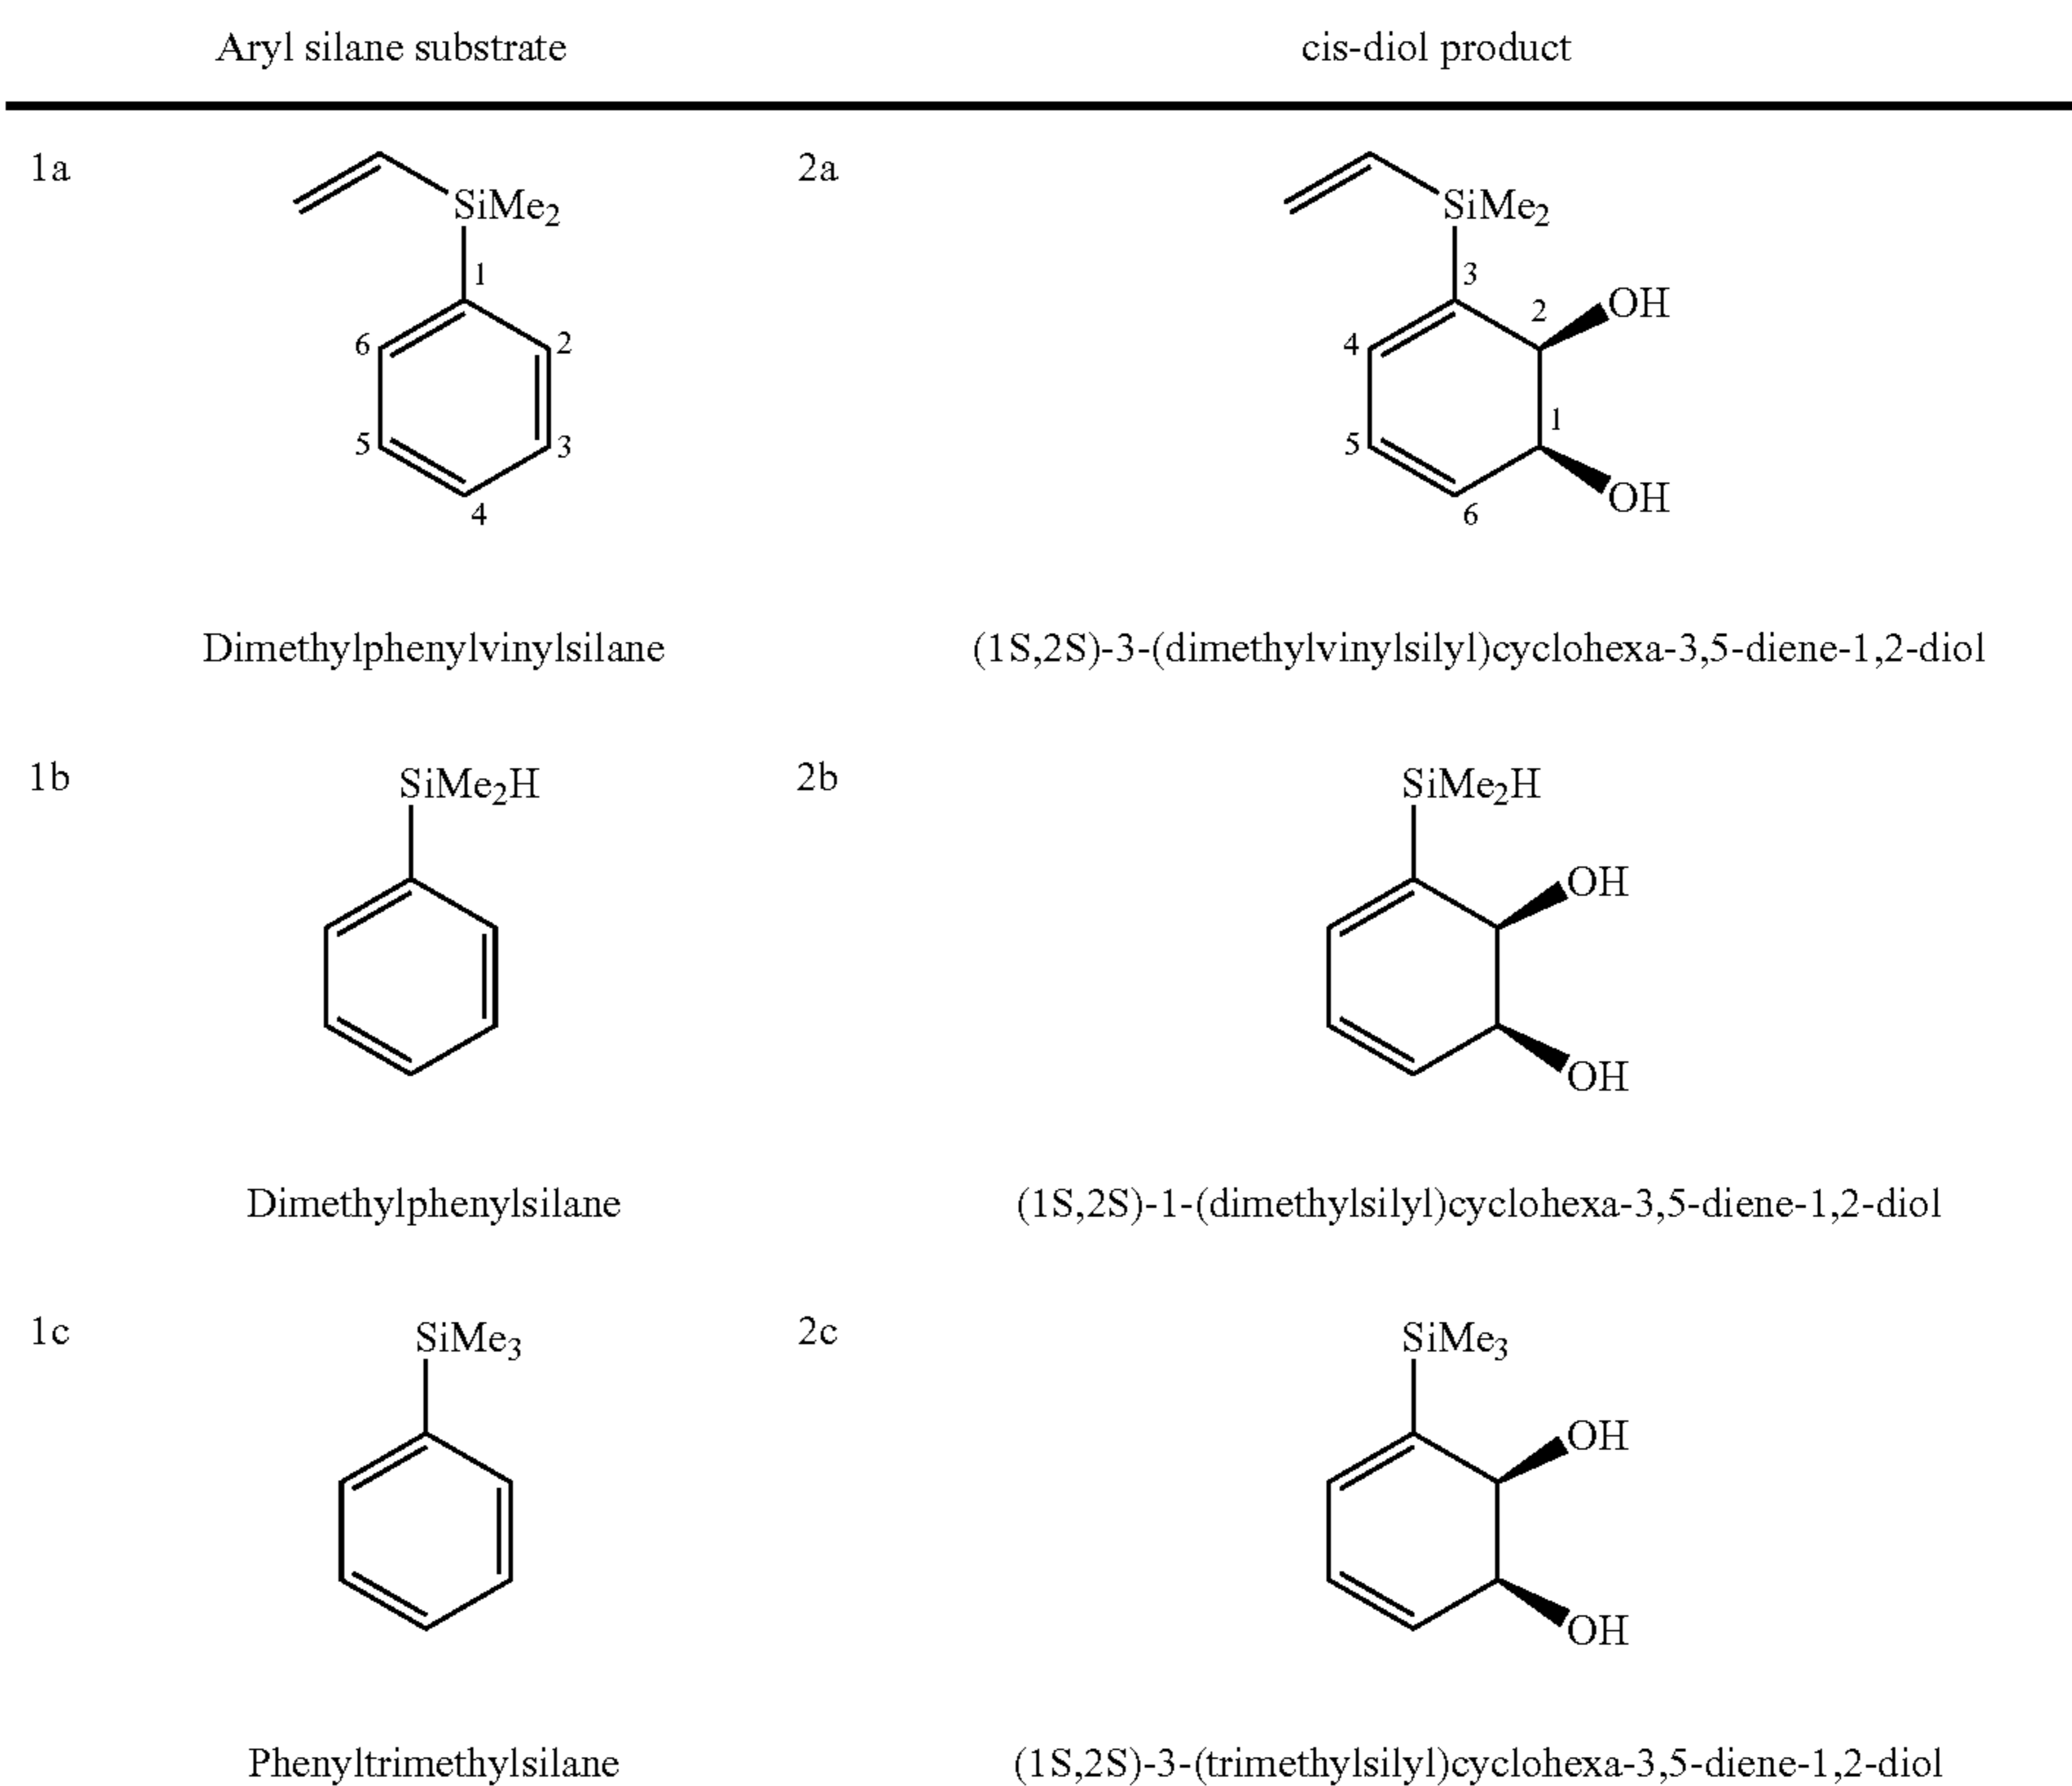 Aryl silane substrate cis-diol product
1a 2a
SiMe2 SiMe2
1 3
2 OH
6 2 4
1
5 3 5
OH
4 6
Dimethylphenylvinylsilane (1S,2S)-3-(dimethylvinylsilyl)cyclohexa-3,5-diene-1,2-diol
1b 2b
SiMe2H SiMe2H
OH
OH
Dimethylphenylsilane (1S,2S)-1-(dimethylsilyl)cyclohexa-3,5-diene-1,2-diol
1c 2c
SiMe3 SiMe3
OH
OH
Phenyltrimethylsilane (1S,2S)-3-(trimethylsilyl)cyclohexa-3,5-diene-1,2-diol